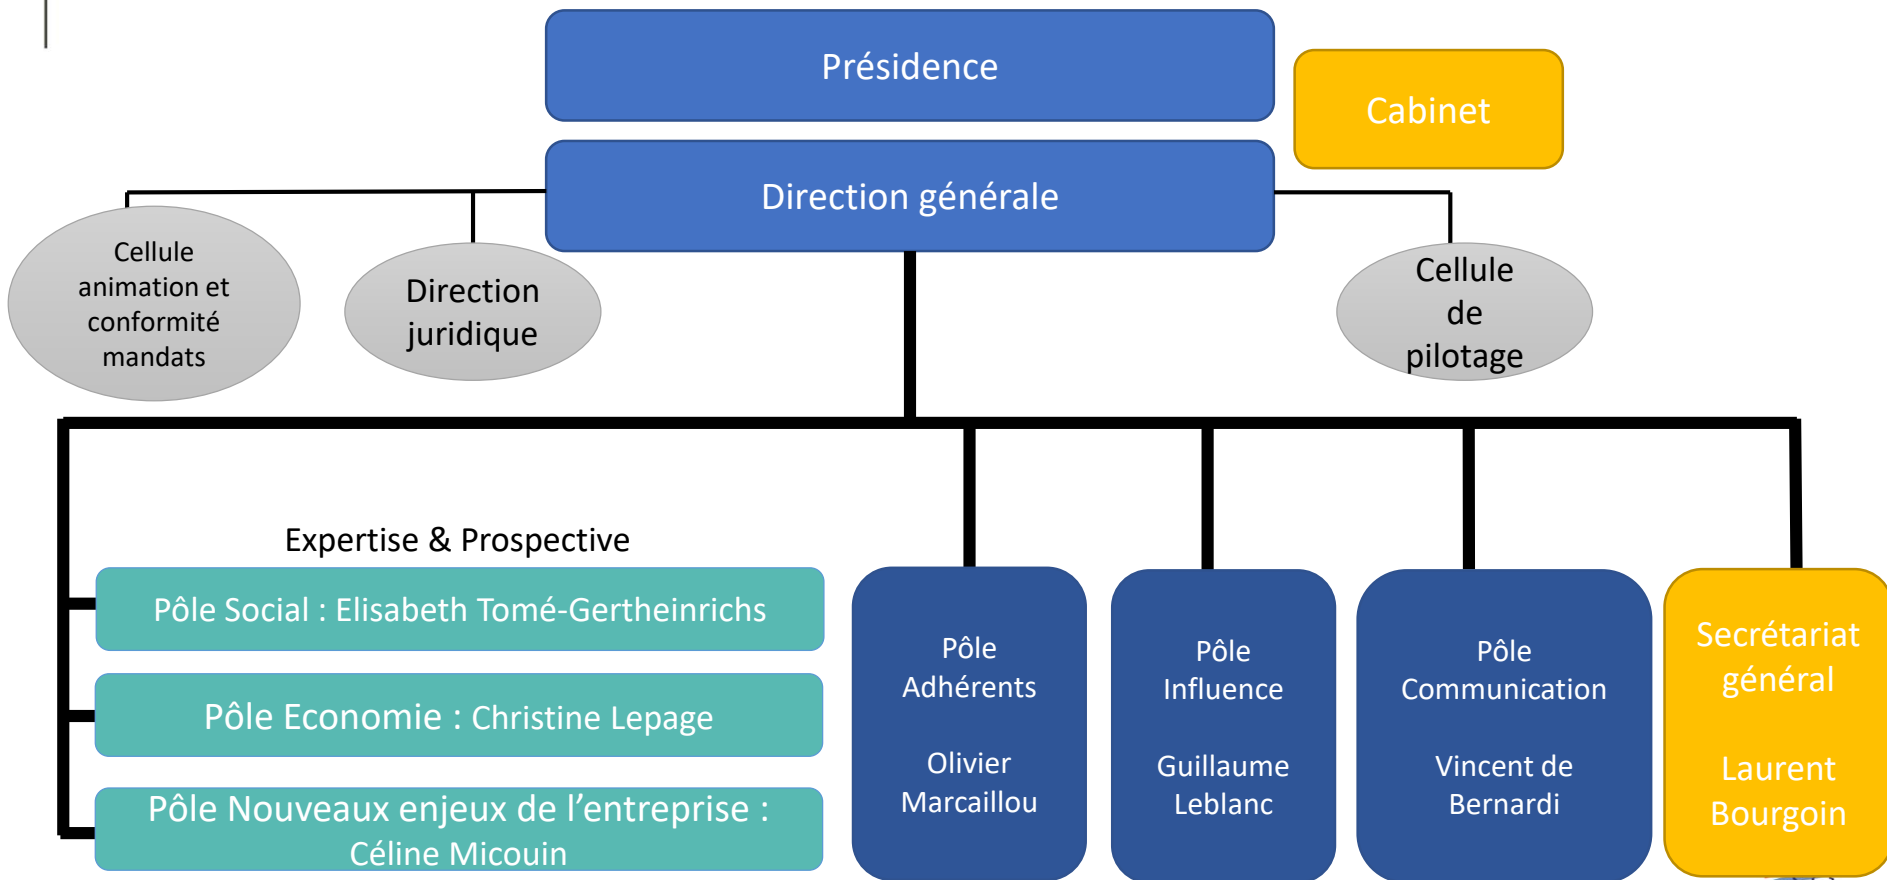 Présidence
Cabinet
Direction générale
Cellule
animation et
conformité
mandats
Direction
juridique
Cellule
de
pilotage
Expertise & Prospective
Pôle Social : Elisabeth Tomé-Gertheinrichs
Pôle Economie : Christine Lepage
Pôle Nouveaux enjeux de l’entreprise :
Céline Micouin
Pôle
Adhérents
Olivier
Marcaillou
Pôle
Influence
Guillaume
Leblanc
Pôle
Communication
Vincent de
Bernardi
Secrétariat
général
Laurent
Bourgoin